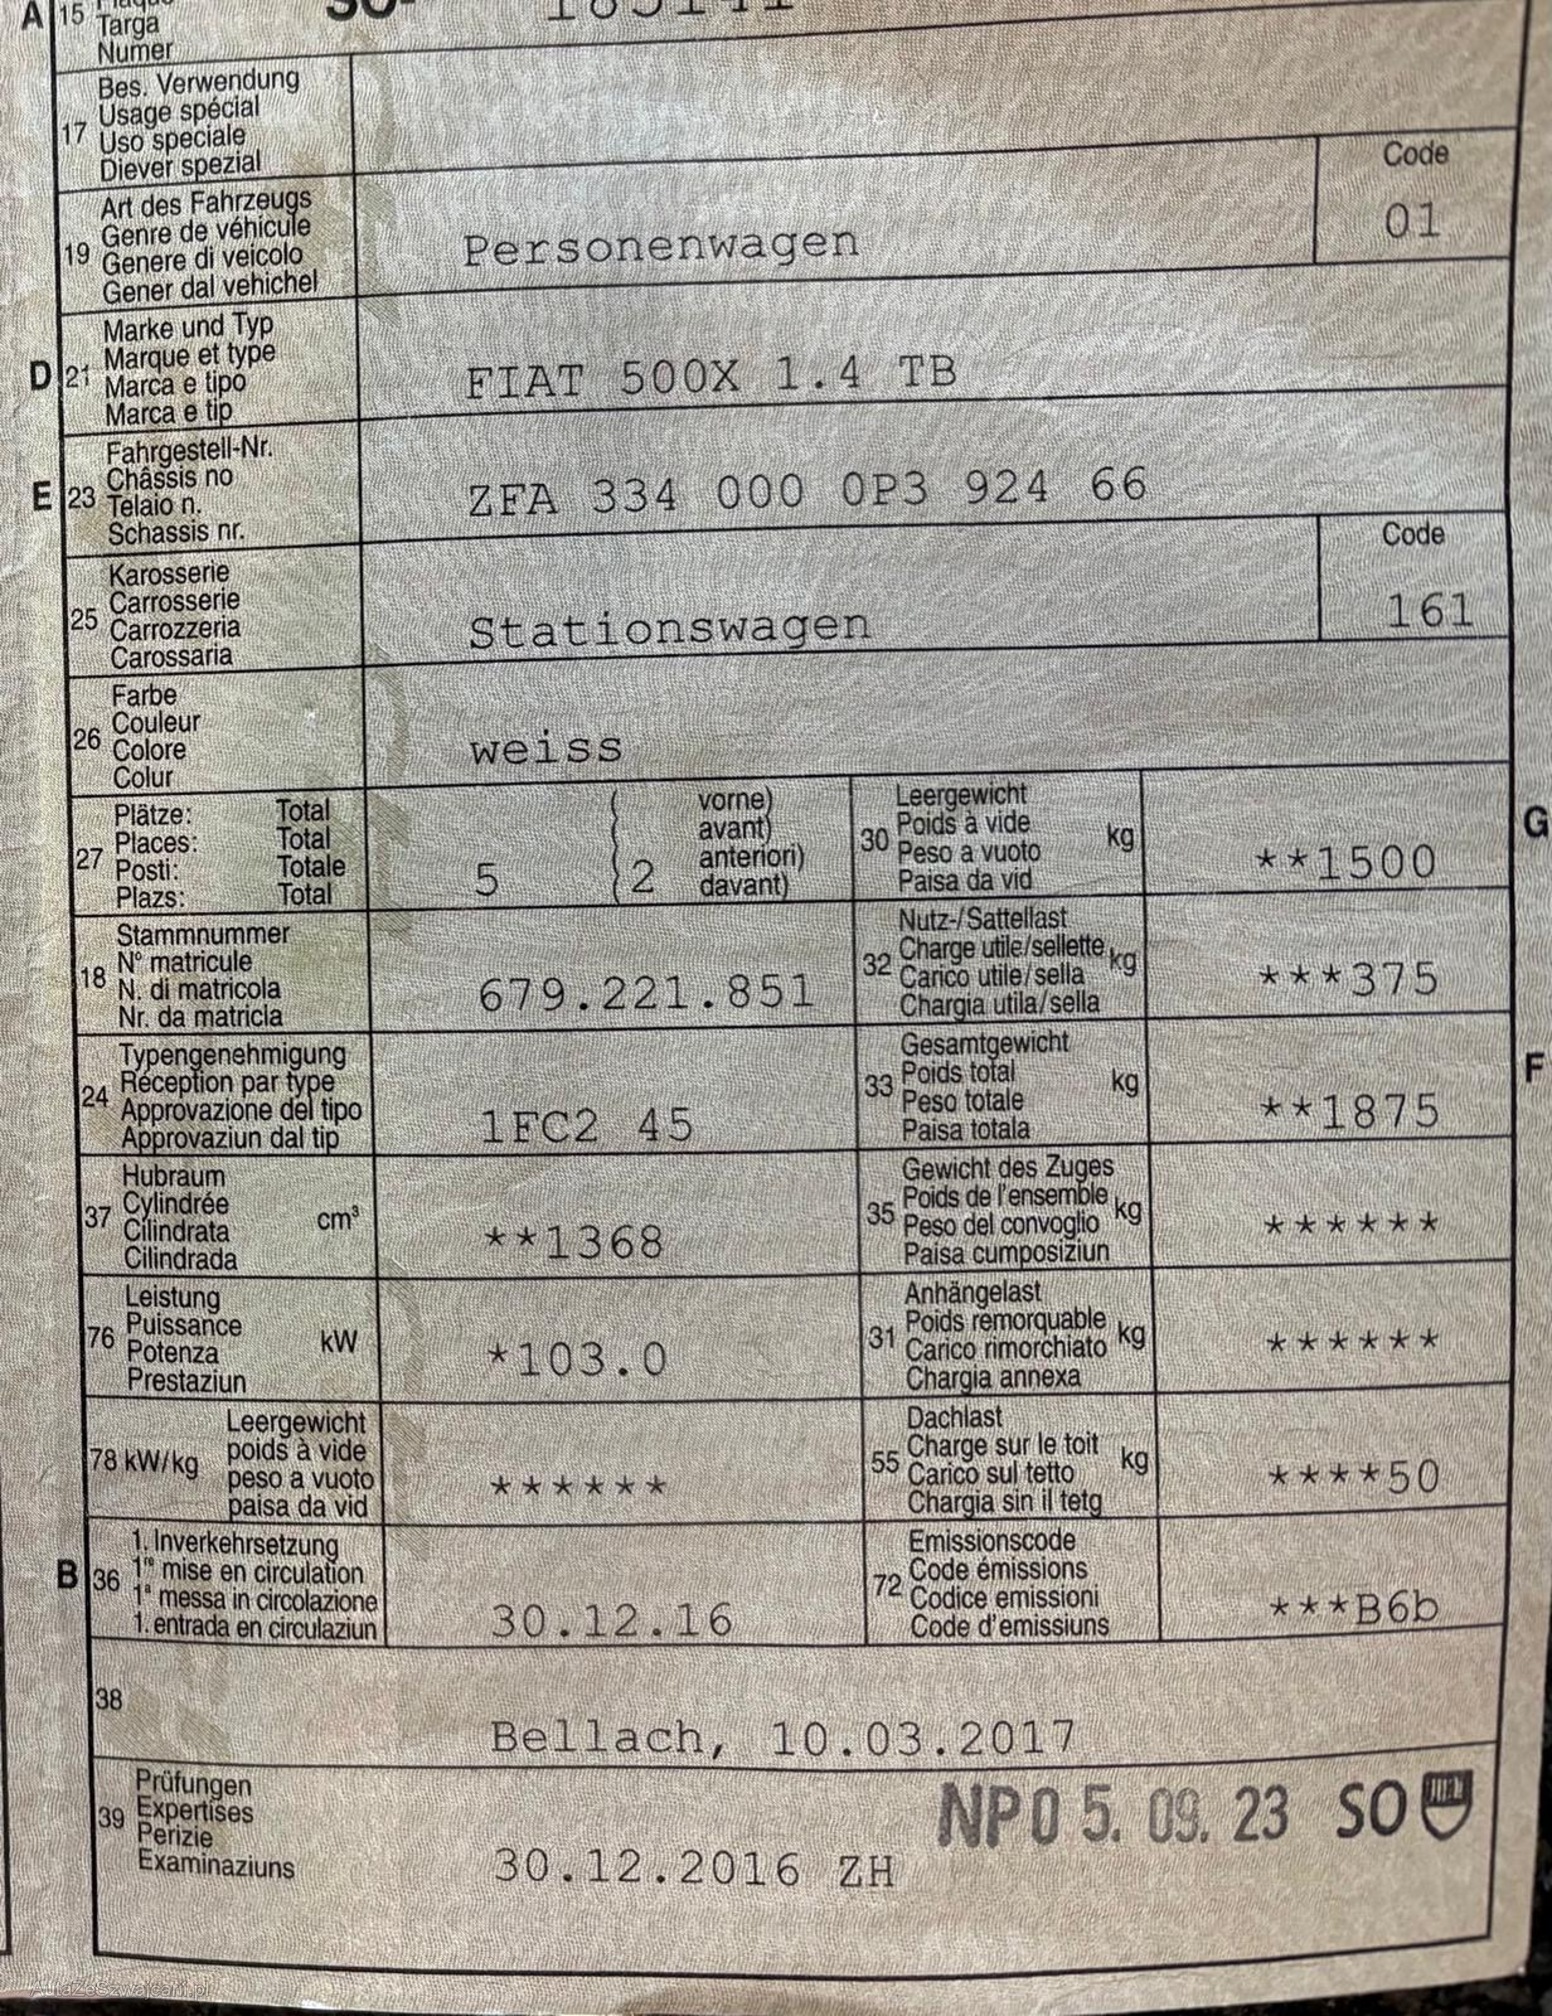 A 15
Targa
Numer
17 Bes. Verwendung
Usage spécial
Uso speciale
Diever spezial
19 Art des Fahrzeugs
Genre de véhicule
Genere di veicolo
Gener dal vehichel
Personenwagen
Code
01
D 21 Marke und Typ
Marque et type
Marca e tipo
Marca e tip
FIAT 500X 1.4 TB
E 23 Fahrgestell-Nr.
Châssis no
Telaio n.
Schassis nr.
ZFA 334 000 0P3 924 66
25 Karosserie
Carrosserie
Carrozzeria
Carossaria
Stationswagen
Code
161
26 Farbe
Couleur
Colore
Colur
weiss
27 Plätze: Total
Places: Total
Posti: Totale
Plazs: Total
5 ( 2
vorne)
avant)
anteriori)
davant)
30 Leergewicht
Poids à vide
Peso a vuoto
Paisa da vid
kg
**1500
G
18 Stammnummer
N° matricule
N. di matricola
Nr. da matricla
679.221.851
32 Nutz-/Sattellast
Charge utile/sellette
Carico utile/sella
Chargia utila/sella
kg
***375
24 Typengenehmigung
Réception par type
Approvazione del tipo
Approvaziun dal tip
1FC2 45
33 Gesamtgewicht
Poids total
Peso totale
Paisa totala
kg
**1875
F
37 Hubraum
Cylindrée
Cilindrata
Cilindrada
cm³
**1368
35 Gewicht des Zuges
Poids de l'ensemble
Peso del convoglio
Paisa cumposiziun
kg
******
76 Leistung
Puissance
Potenza
Prestaziun
kW
*103.0
31 Anhängelast
Poids remorquable
Carico rimorchiato
Chargia annexa
kg
******
78 kW/kg
Leergewicht
poids à vide
peso a vuoto
paisa da vid
******
55 Dachlast
Charge sur le toit
Carico sul tetto
Chargia sin il tetg
kg
****50
B 36 1. Inverkehrsetzung
1re mise en circulation
1a messa in circolazione
1. entrada en circulaziun
30.12.16
72 Emissionscode
Code émissions
Codice emissioni
Code d'emissiuns
***B6b
38
Bellach, 10.03.2017
39 Prüfungen
Expertises
Perizie
Examinaziuns
NP 0 5. 09. 23 SO
30.12.2016 ZH
AutaZeSzwajcarii.pl